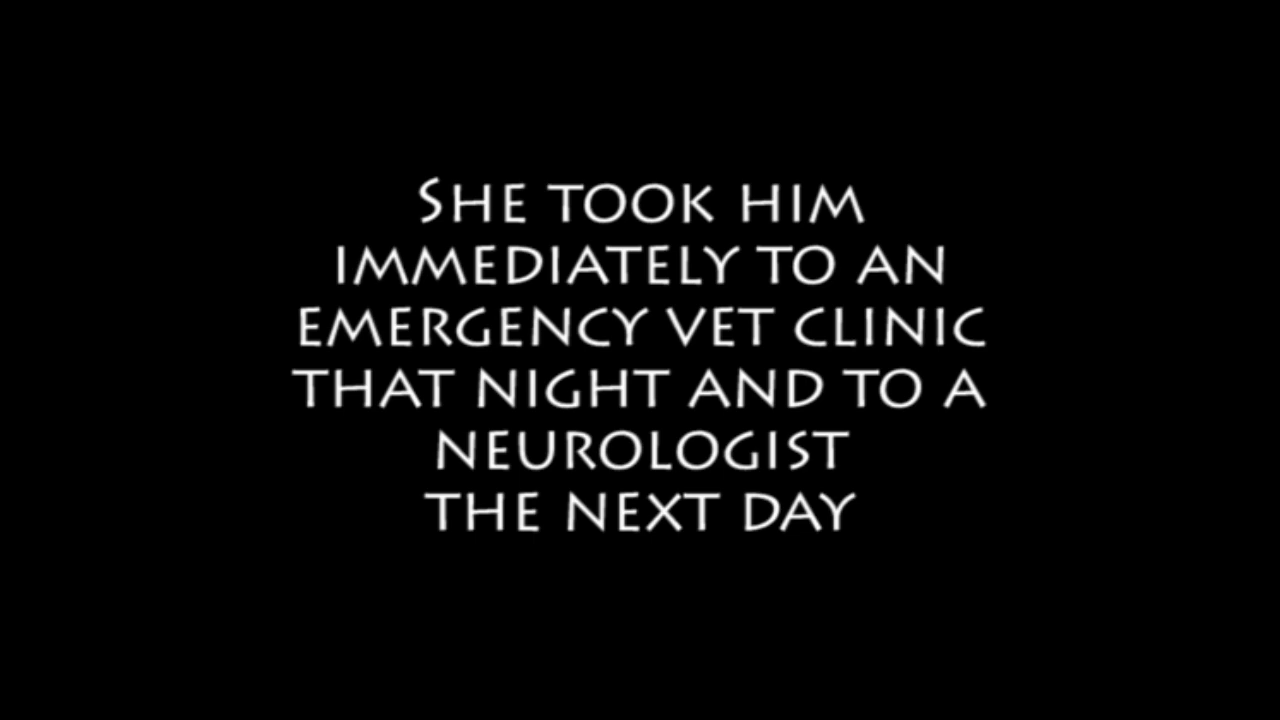 She took him
immediately to an
emergency vet clinic
that night and to a
neurologist
the next day